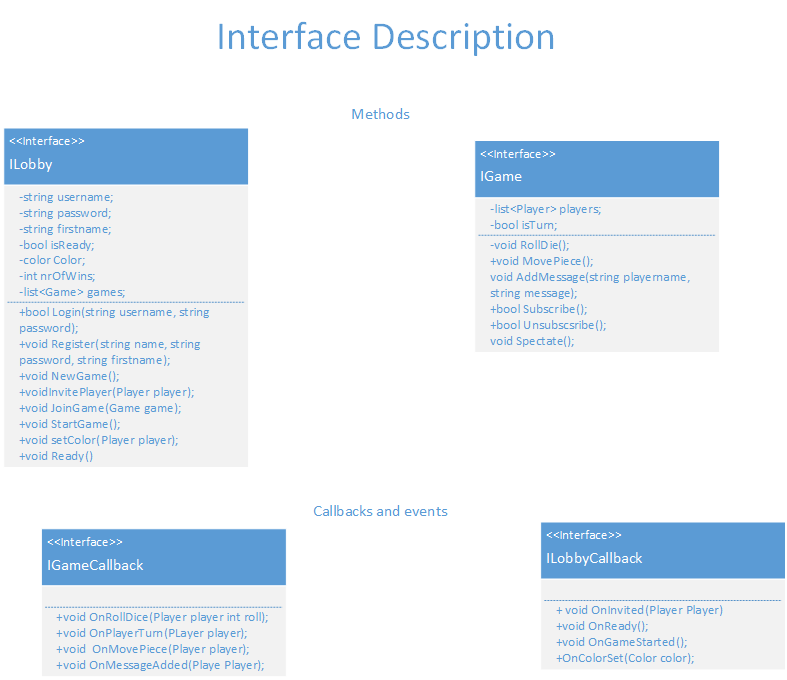 Interface Description
Methods
<<Interface>>
ILobby
-string username;
-string password;
-string firstname;
-bool isReady;
-color Color;
-int nrOfWins;
-list<Game> games;
+bool Login(string username, string
password);
+void Register(string name, string
password, string firstname);
+void NewGame();
+voidInvitePlayer(Player player);
+void JoinGame(Game game);
+void StartGame();
+void setColor(Player player);
+void Ready()
<<Interface>>
IGame
-list<Player> players;
-bool isTurn;
-void RollDie();
+void MovePiece();
void AddMessage(string playername,
string message);
+bool Subscribe();
+bool Unsubscsribe();
void Spectate();
Callbacks and events
<<Interface>>
IGameCallback
+void OnRollDice(Player player int roll);
+void OnPlayerTurn(PLayer player);
+void  OnMovePiece(Player player);
+void OnMessageAdded(Playe Player);
<<Interface>>
ILobbyCallback
+ void OnInvited(Player Player)
+void OnReady();
+void OnGameStarted();
+OnColorSet(Color color);